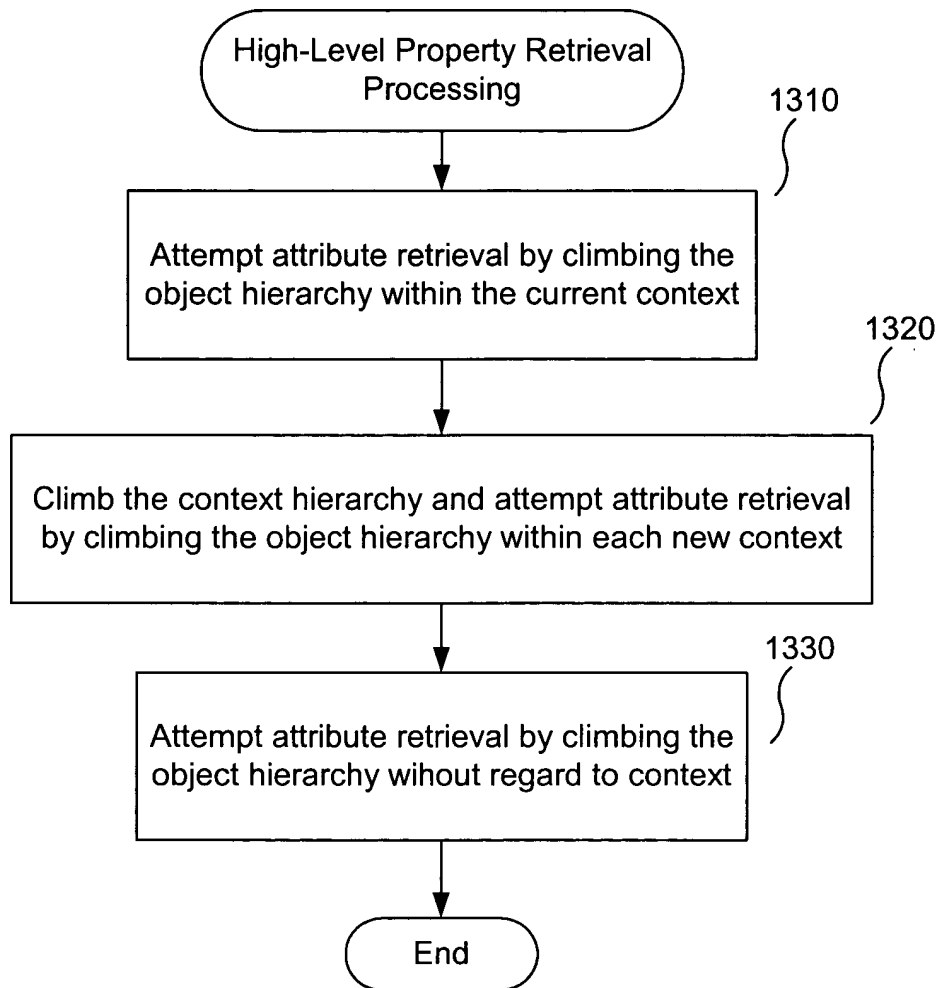 High-Level Property Retrieval
Processing
1310
Attempt attribute retrieval by climbing the
object hierarchy within the current context
1320
Climb the context hierarchy and attempt attribute retrieval
by climbing the object hierarchy within each new context
1330
Attempt attribute retrieval by climbing the
object hierarchy wihout regard to context
End